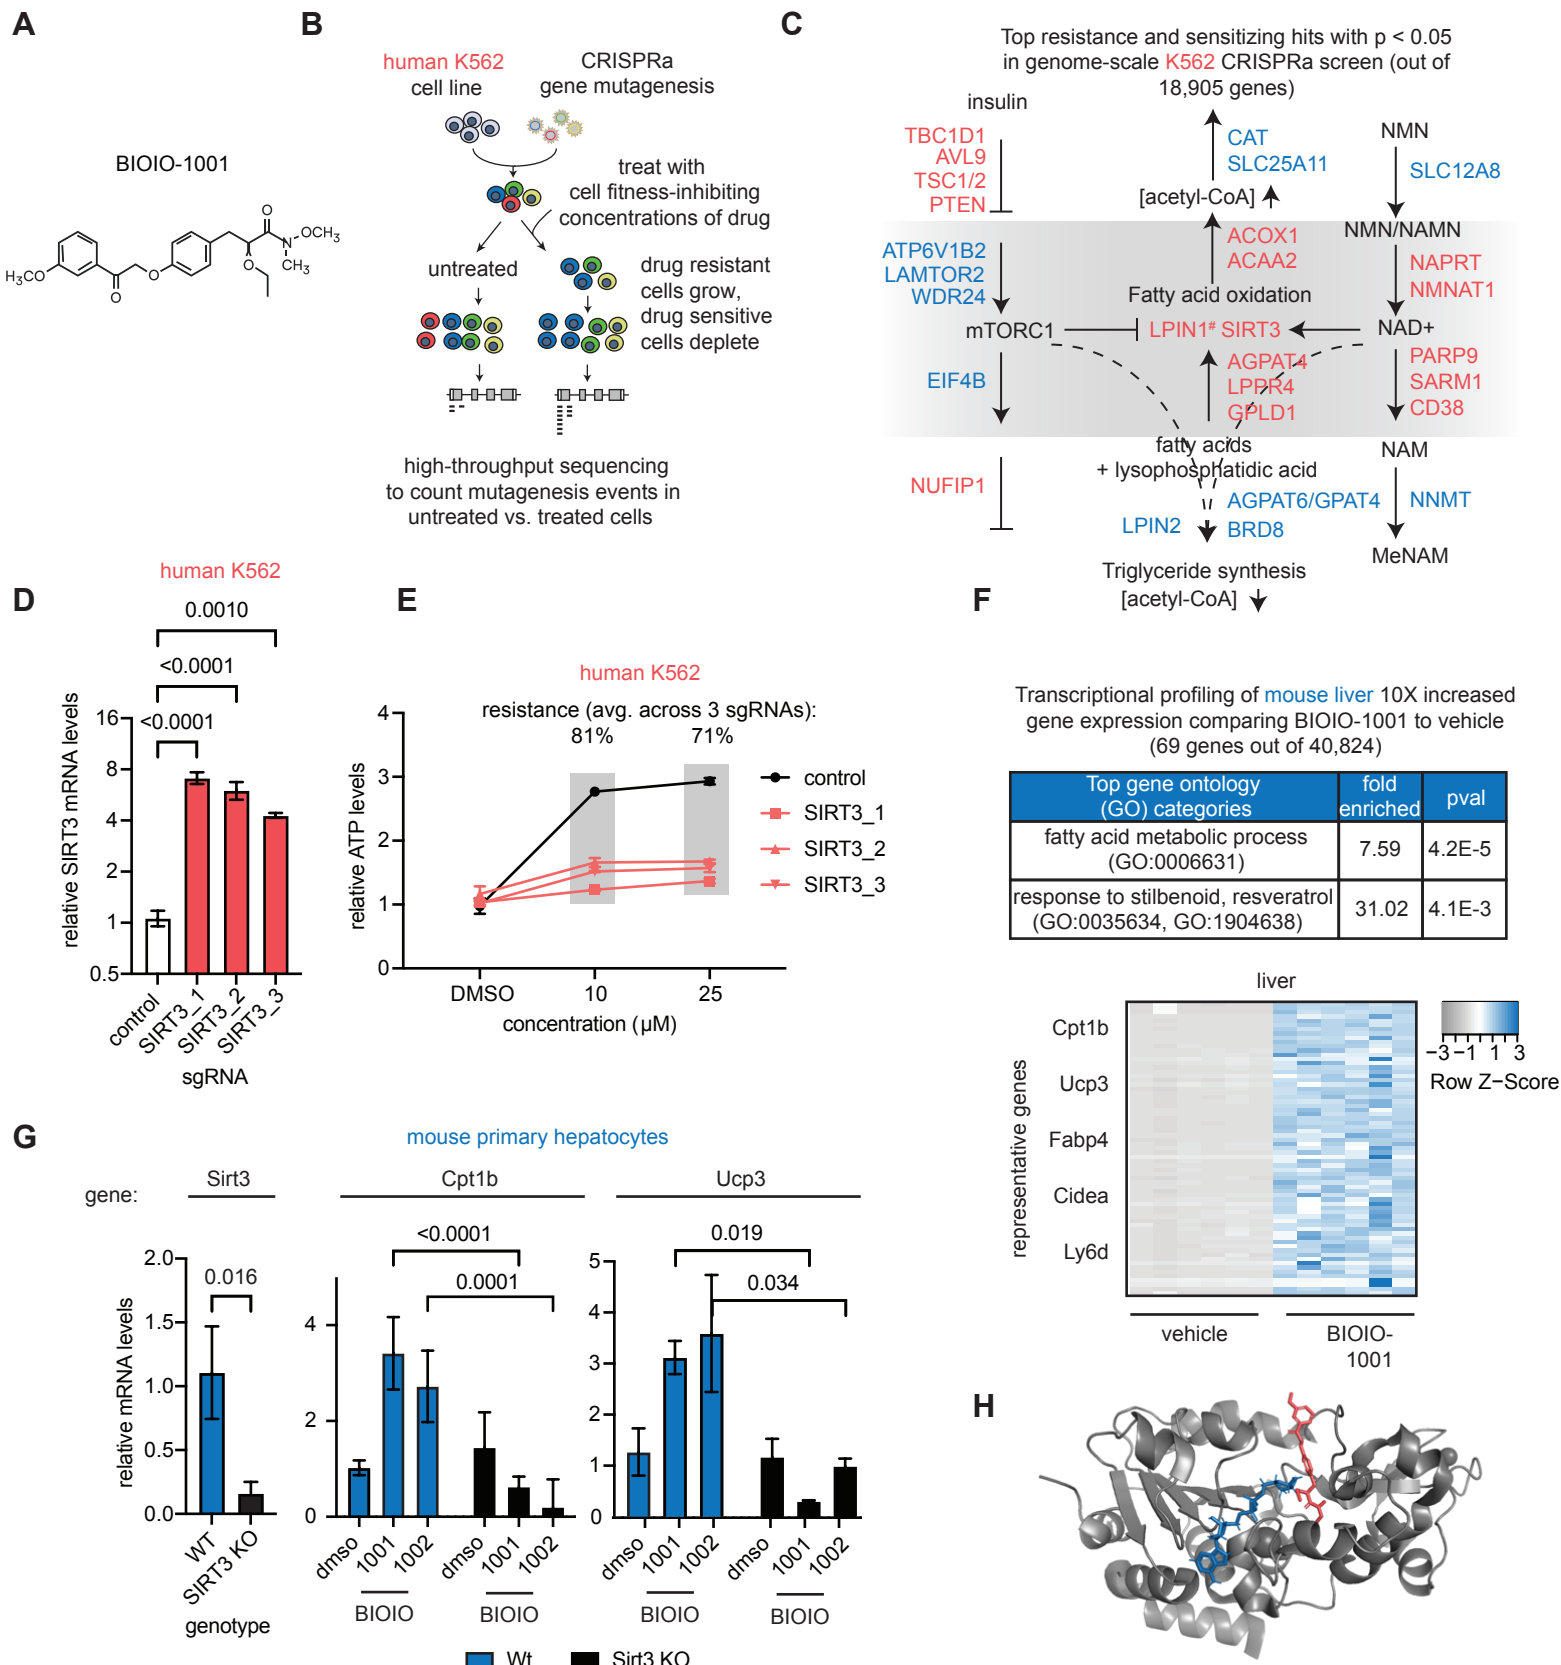 A
BIOIO-1001
H₃CO
O
O
O
O
N
OCH₃
CH₃
B
human K562
cell line
CRISPRa
gene mutagenesis
treat with
cell fitness-inhibiting
concentrations of drug
untreated
drug resistant
cells grow,
drug sensitive
cells deplete
high-throughput sequencing
to count mutagenesis events in
untreated vs. treated cells
C
Top resistance and sensitizing hits with p < 0.05
in genome-scale K562 CRISPRa screen (out of
18,905 genes)
insulin
TBC1D1
AVL9
TSC1/2
PTEN
ATP6V1B2
LAMTOR2
WDR24
mTORC1
EIF4B
NUFIP1
CAT
SLC25A11
[acetyl-CoA]
ACOX1
ACAA2
Fatty acid oxidation
LPIN1# SIRT3
AGPAT4
LPPR4
GPLD1
fatty acids
+ lysophosphatidic acid
AGPAT6/GPAT4
LPIN2
BRD8
Triglyceride synthesis
[acetyl-CoA]
NMN
SLC12A8
NMN/NAMN
NAPRT
NMNAT1
NAD+
PARP9
SARM1
CD38
NAM
NNMT
MeNAM
D
human K562
0.0010
<0.0001
<0.0001
relative SIRT3 mRNA levels
16
8
4
2
1
0.5
control
SIRT3_1
SIRT3_2
SIRT3_3
sgRNA
E
human K562
resistance (avg. across 3 sgRNAs):
81% 71%
relative ATP levels
4
3
2
1
0
DMSO 10 25
concentration (µM)
control
SIRT3_1
SIRT3_2
SIRT3_3
F
Transcriptional profiling of mouse liver 10X increased
gene expression comparing BIOIO-1001 to vehicle
(69 genes out of 40,824)
Top gene ontology
(GO) categories
fold
enriched
pval
fatty acid metabolic process
(GO:0006631)
7.59
4.2E-5
response to stilbenoid, resveratrol
(GO:0035634, GO:1904638)
31.02
4.1E-3
liver
representative genes
Cpt1b
Ucp3
Fabp4
Cidea
Ly6d
−3 −1 1 3
Row Z−Score
vehicle
BIOIO-
1001
G
mouse primary hepatocytes
gene:
Sirt3
Cpt1b
Ucp3
relative mRNA levels
2.0
1.5
1.0
0.5
0.0
0.016
WT
SIRT3 KO
genotype
<0.0001
0.0001
4
2
0
dmso
1001
1002
BIOIO
dmso
1001
1002
BIOIO
0.019
0.034
5
4
3
2
1
0
dmso
1001
1002
BIOIO
dmso
1001
1002
BIOIO
Wt
Sirt3 KO
H